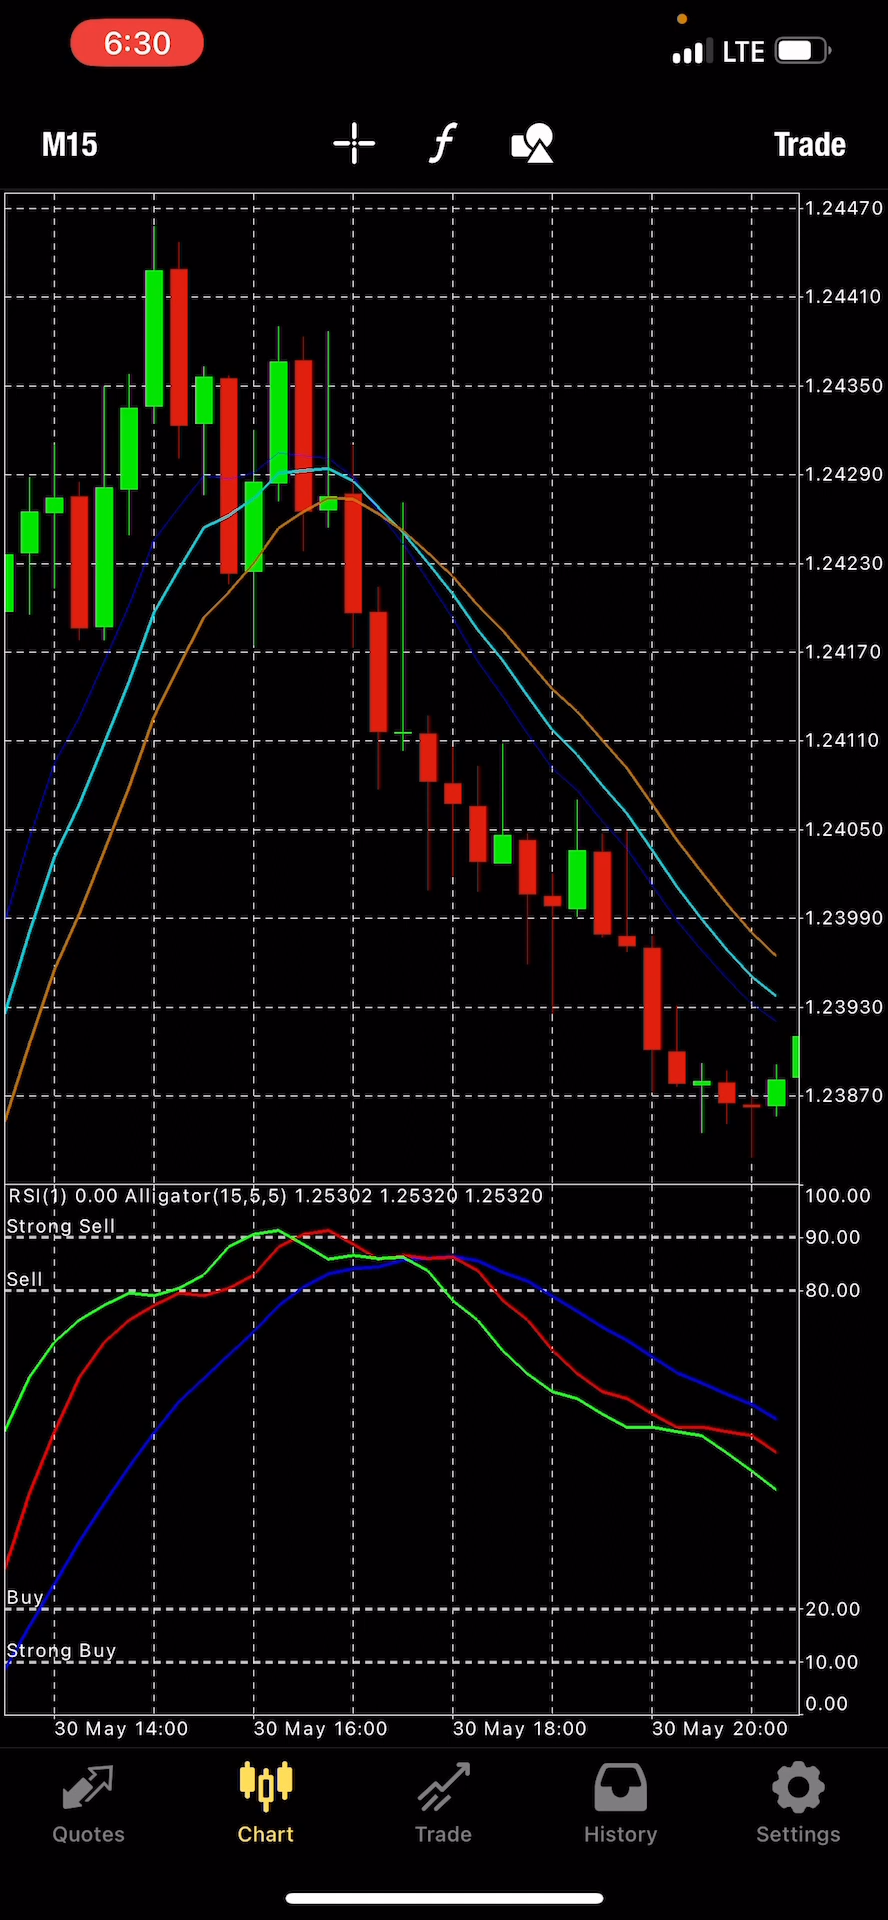 6:30
LTE
M15
f
Trade
1.24470
1.24410
1.24350
1.24290
1.24230
1.24170
1.24110
1.24050
1.23990
1.23930
1.23870
RSI(1) 0.00 Alligator(15,5,5) 1.25302 1.25320 1.25320
100.00
Strong Sell
90.00
Sell
80.00
Buy
20.00
Strong Buy
10.00
0.00
30 May 14:00 30 May 16:00 30 May 18:00 30 May 20:00
Quotes Chart Trade History Settings